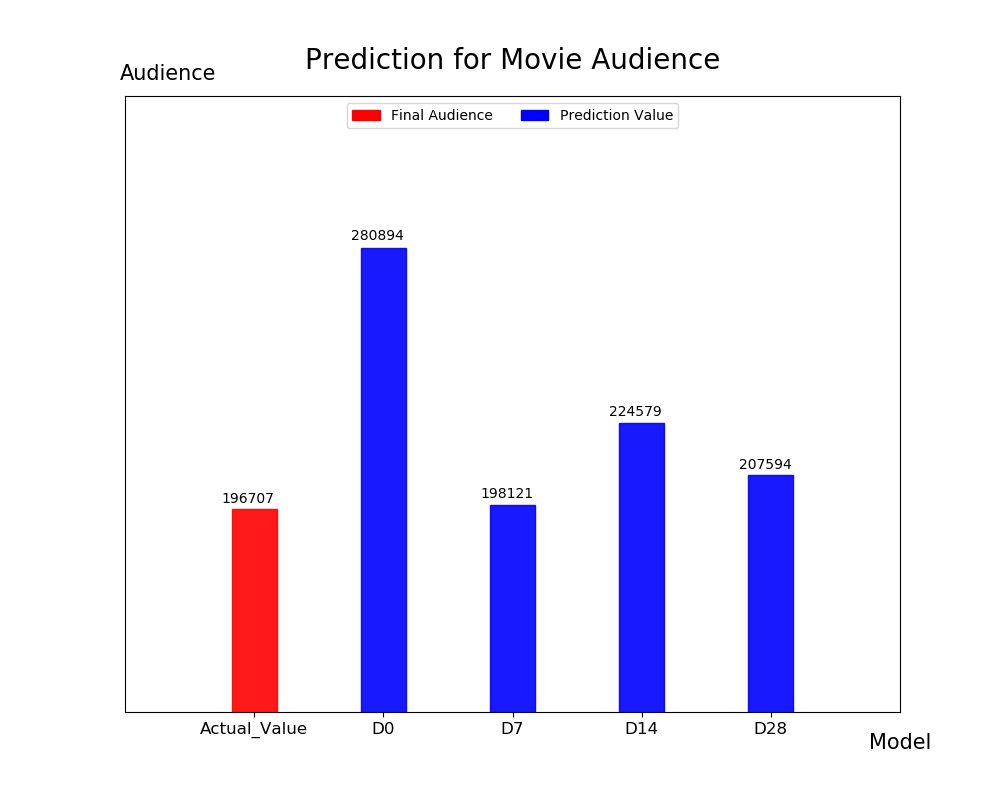 Prediction for Movie Audience
Audience
Final Audience
Prediction Value
280894
224579
207594
198121
196707
Actual_Value
D0
D7
D14
D28
Model